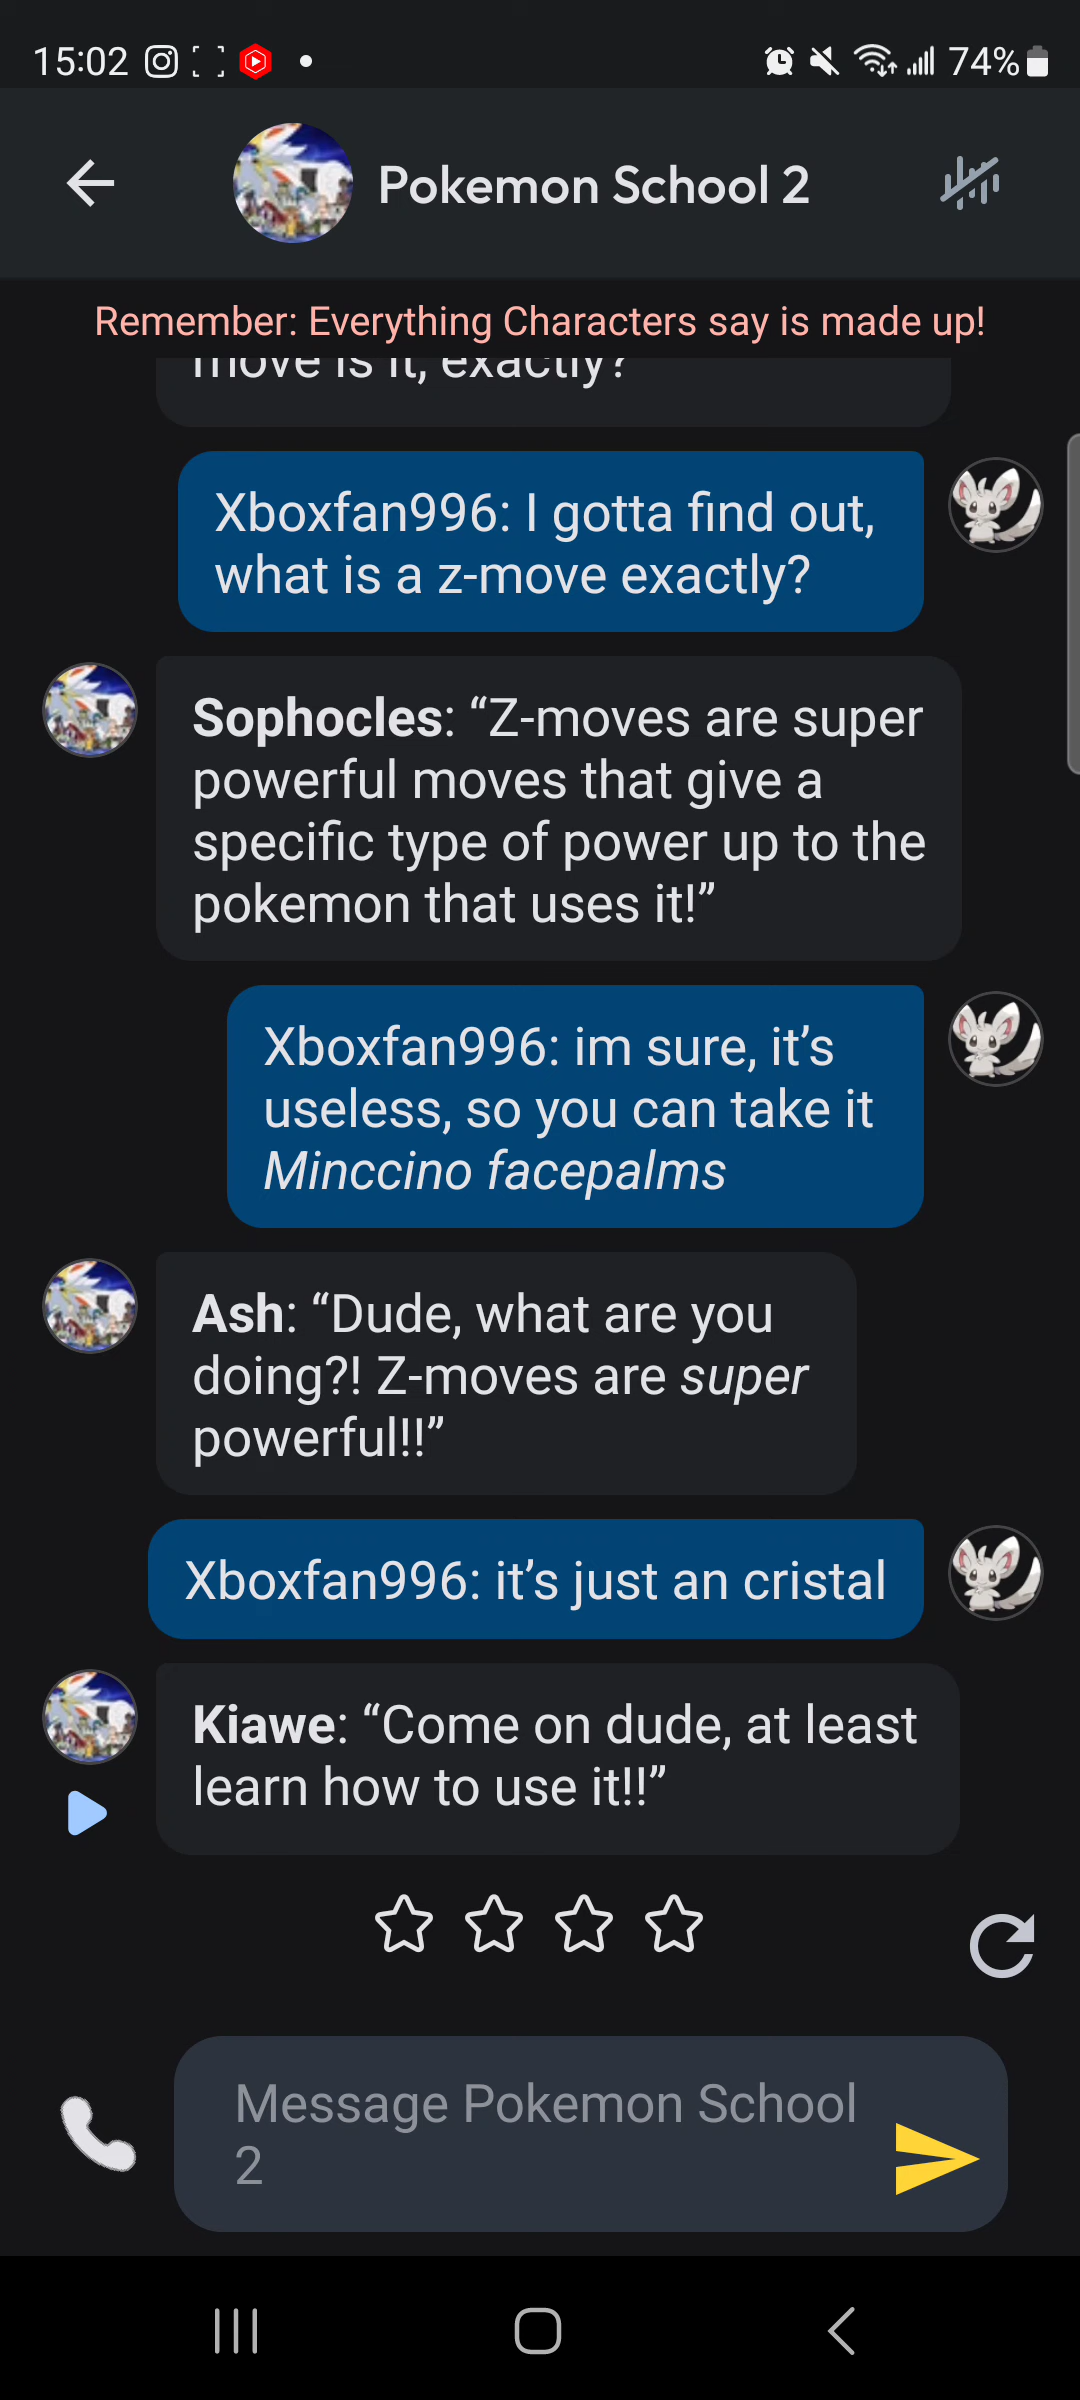 15:02
74%
Pokemon School 2
Remember: Everything Characters say is made up!
move is it, exactly?
Xboxfan996: I gotta find out,
what is a z-move exactly?
Sophocles: “Z-moves are super
powerful moves that give a
specific type of power up to the
pokemon that uses it!”
Xboxfan996: im sure, it’s
useless, so you can take it
Minccino facepalms
Ash: “Dude, what are you
doing?! Z-moves are super
powerful!!”
Xboxfan996: it’s just an cristal
Kiawe: “Come on dude, at least
learn how to use it!!”
Message Pokemon School
2